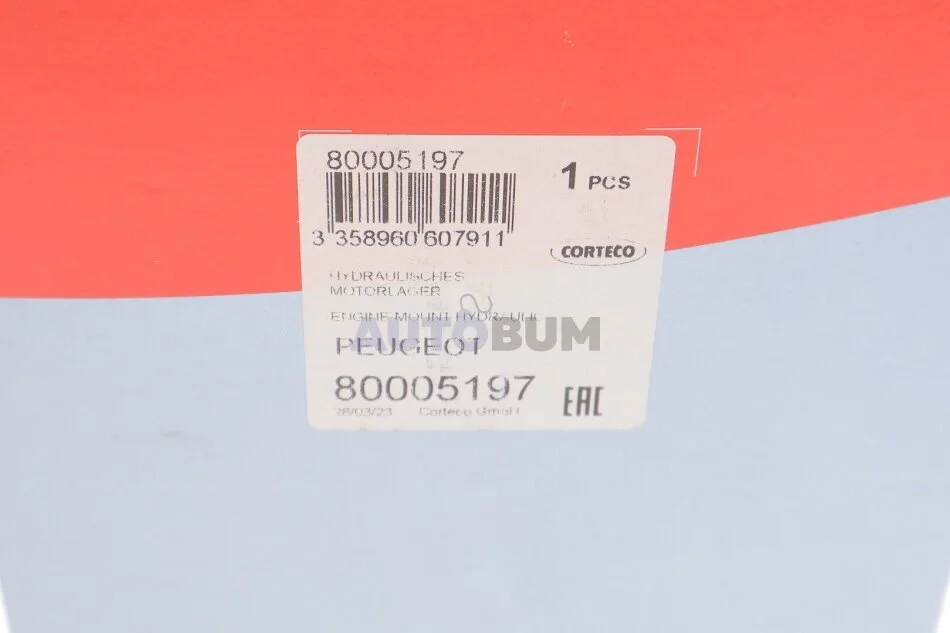 80005197
1 PCS
3 358960 607911
CORTECO
HYDRAULISCHES
MOTORLAGER
ENGINE MOUNT HYDRAULIC
AUTOBUM
PEUGEOT
80005197
28/03/23 Corteco GmbH
EAC